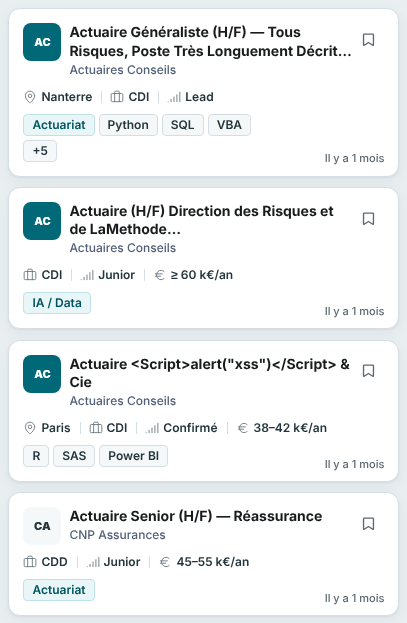 AC
Actuaire Généraliste (H/F) — Tous
Risques, Poste Très Longuement Décrit...
Actuaires Conseils
Nanterre CDI Lead
Actuariat Python SQL VBA
+5
Il y a 1 mois
AC
Actuaire (H/F) Direction des Risques et
de LaMethode...
Actuaires Conseils
CDI Junior ≥ 60 k€/an
IA / Data
Il y a 1 mois
AC
Actuaire <Script>alert("xss")</Script> &
Cie
Actuaires Conseils
Paris CDI Confirmé 38–42 k€/an
R SAS Power BI
Il y a 1 mois
CA
Actuaire Senior (H/F) — Réassurance
CNP Assurances
CDD Junior 45–55 k€/an
Actuariat
Il y a 1 mois